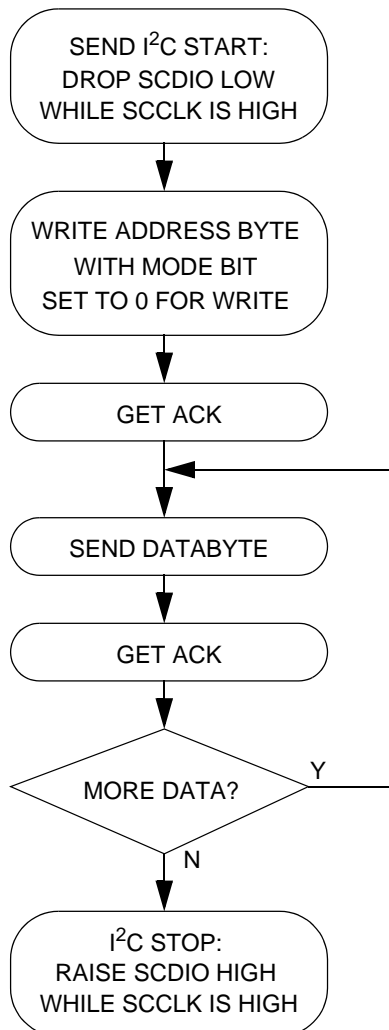 SEND I²C START:
DROP SCDIO LOW
WHILE SCCLK IS HIGH
WRITE ADDRESS BYTE
WITH MODE BIT
SET TO 0 FOR WRITE
GET ACK
SEND DATABYTE
GET ACK
MORE DATA?
Y
N
I²C STOP:
RAISE SCDIO HIGH
WHILE SCCLK IS HIGH